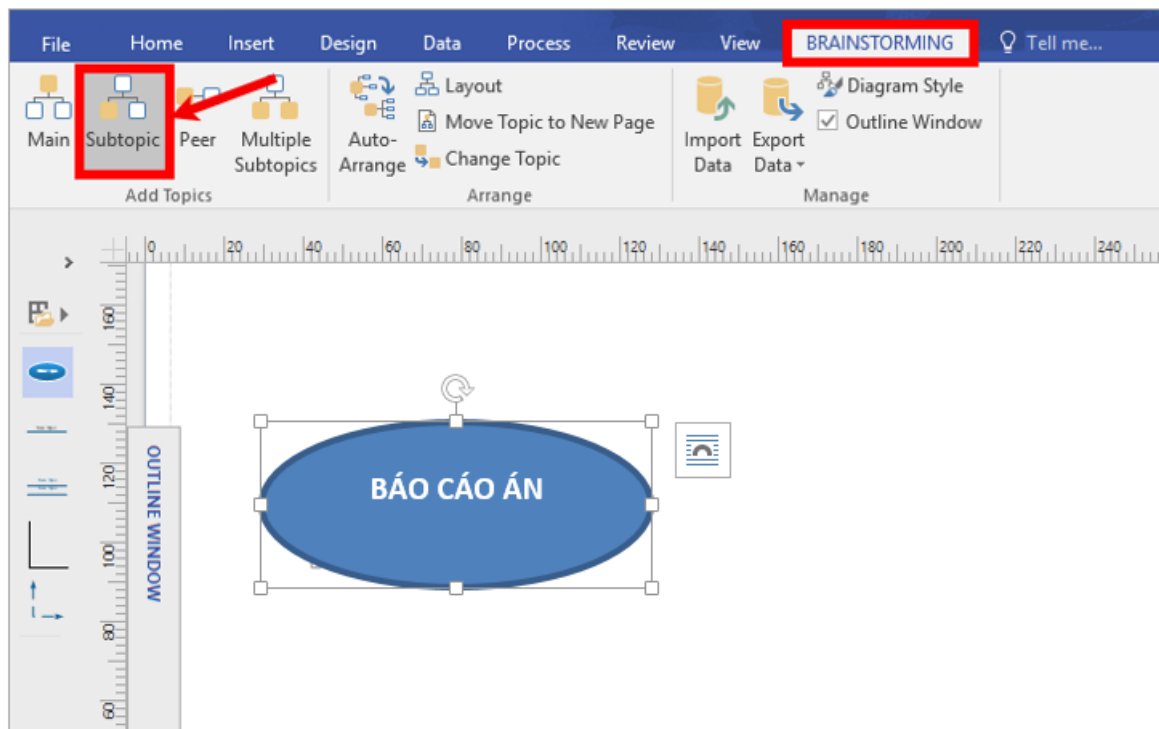 File Home Insert Design Data Process Review View BRAINSTORMING Tell me...
Main Subtopic Peer Multiple Subtopics
Auto-Arrange
Layout
Move Topic to New Page
Change Topic
Import Data Export Data
Diagram Style
Outline Window
Add Topics Arrange Manage
0 20 40 60 80 100 120 140 160 180 200 220 240
160
140
120
100
80
60
OUTLINE WINDOW
BÁO CÁO ÁN